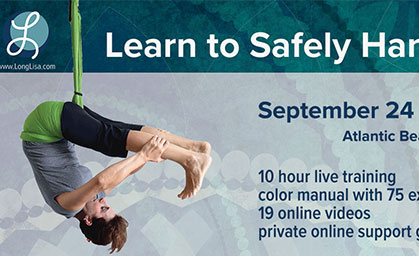 L
www.LongLisa.com
Learn to Safely Han
September 24
Atlantic Bea
10 hour live training
color manual with 75 ex
19 online videos
private online support g